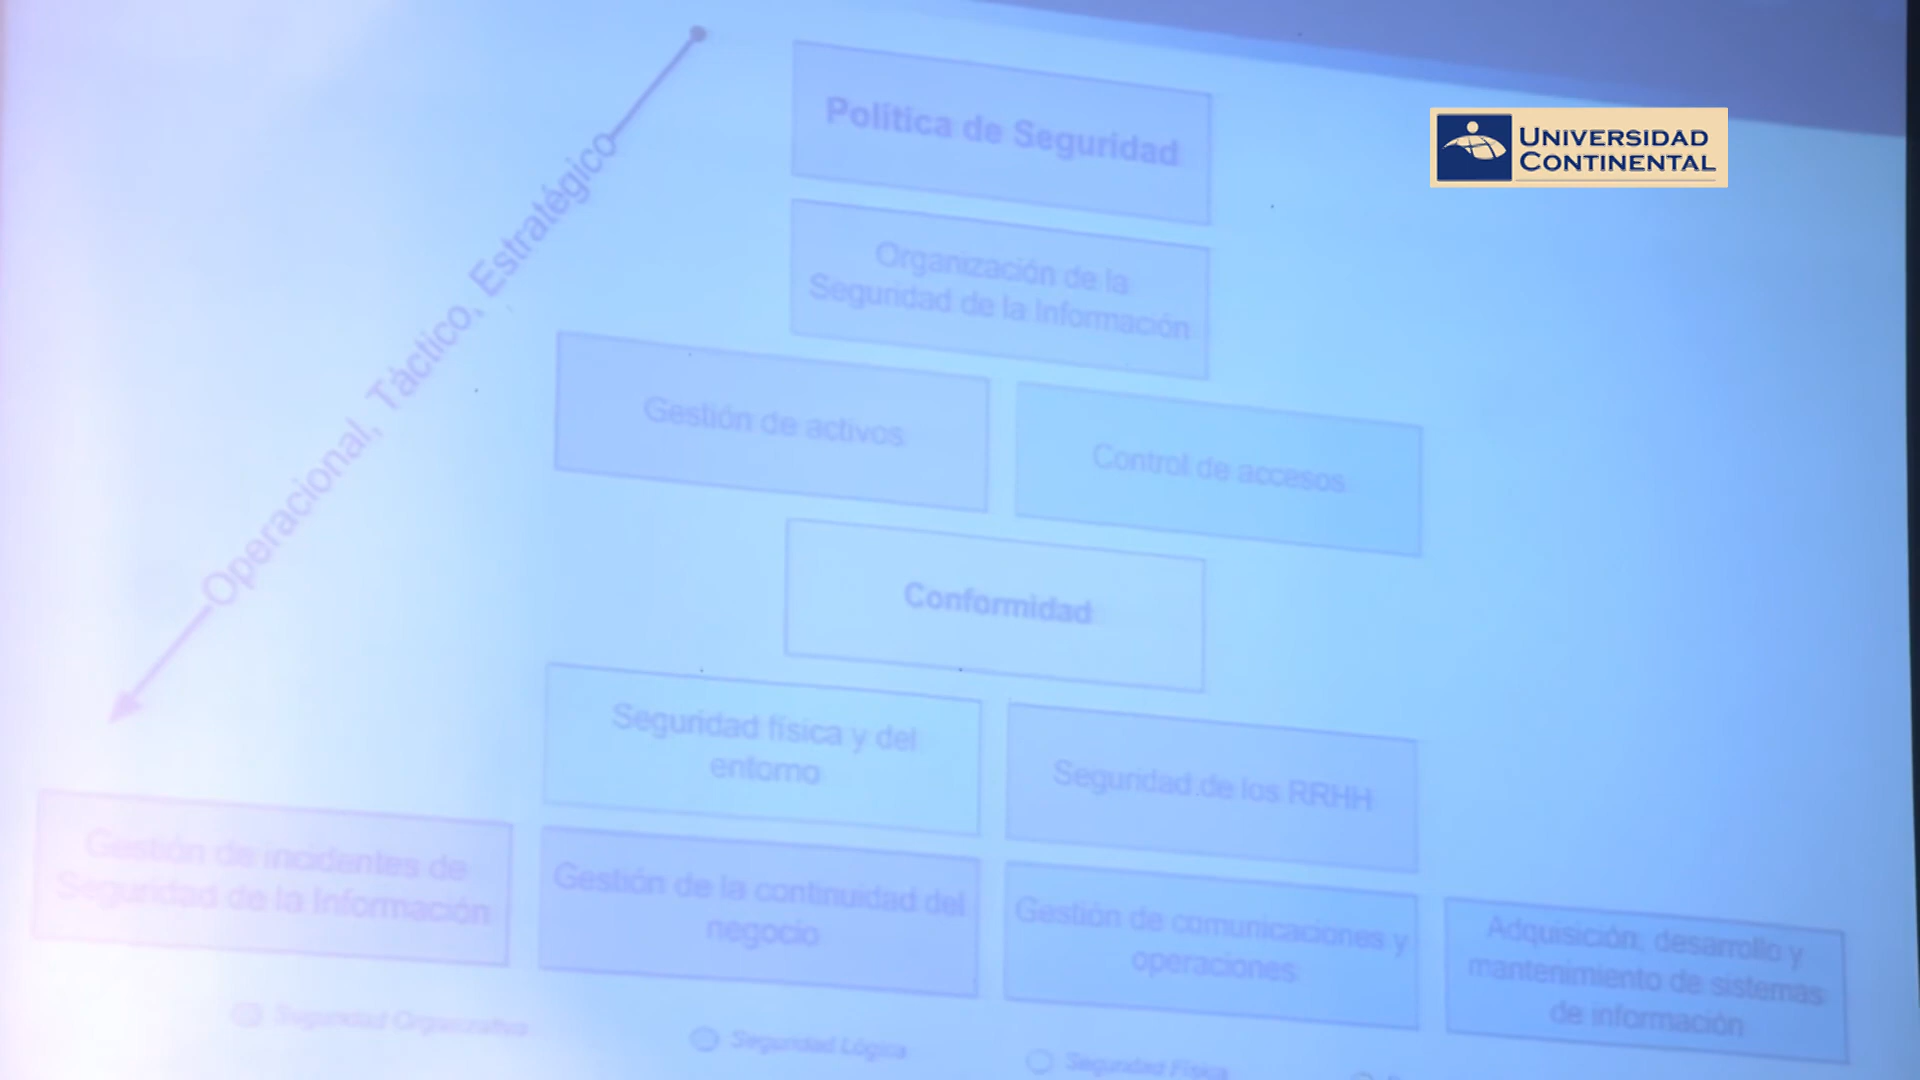 Política de Seguridad
UNIVERSIDAD
CONTINENTAL
Organización de la
Seguridad de la Información
Operacional, Táctico, Estratégico
Gestión de activos
Control de accesos
Conformidad
Seguridad física y del
entorno
Seguridad de los RRHH
Gestión de incidentes de
Seguridad de la Información
Gestión de la continuidad del
negocio
Gestión de comunicaciones y
operaciones
Adquisición, desarrollo y
mantenimiento de sistemas
de información
Seguridad Organizativa
Seguridad Lógica
Seguridad Física